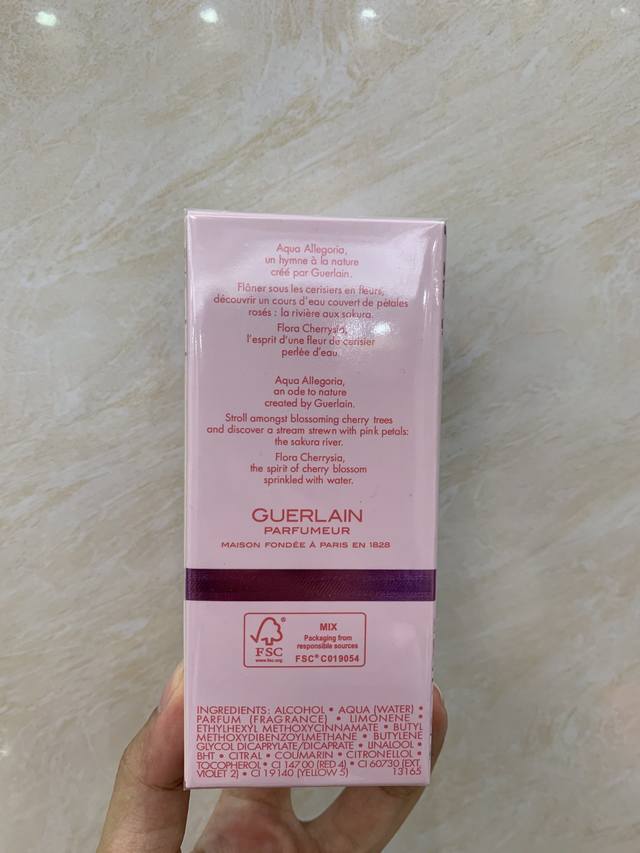 Aqua Allegoria,
un hymne à la nature
créé par Guerlain.
Flâner sous les cerisiers en fleurs,
découvrir un cours d'eau couvert de pétales
rosés : la rivière aux sakura.
Flora Cherrysia,
l'esprit d'une fleur de cerisier
perlée d'eau.
Aqua Allegoria,
an ode to nature
created by Guerlain.
Stroll amongst blossoming cherry trees
and discover a stream strewn with pink petals:
the sakura river.
Flora Cherrysia,
the spirit of cherry blossom
sprinkled with water.
GUERLAIN
PARFUMEUR
MAISON FONDÉE À PARIS EN 1828
FSC®
www.fsc.org
MIX
Packaging from
responsible sources
FSC® C019054
INGREDIENTS: ALCOHOL • AQUA (WATER) •
PARFUM (FRAGRANCE) • LIMONENE •
ETHYLHEXYL METHOXYCINNAMATE • BUTYL
METHOXYDIBENZOYLMETHANE • BUTYLENE
GLYCOL DICAPRYLATE/DICAPRATE • LINALOOL •
BHT • CITRAL • COUMARIN • CITRONELLOL •
TOCOPHEROL • CI 14700 (RED 4) • CI 60730 (EXT.
VIOLET 2) • CI 19140 (YELLOW 5) 13165